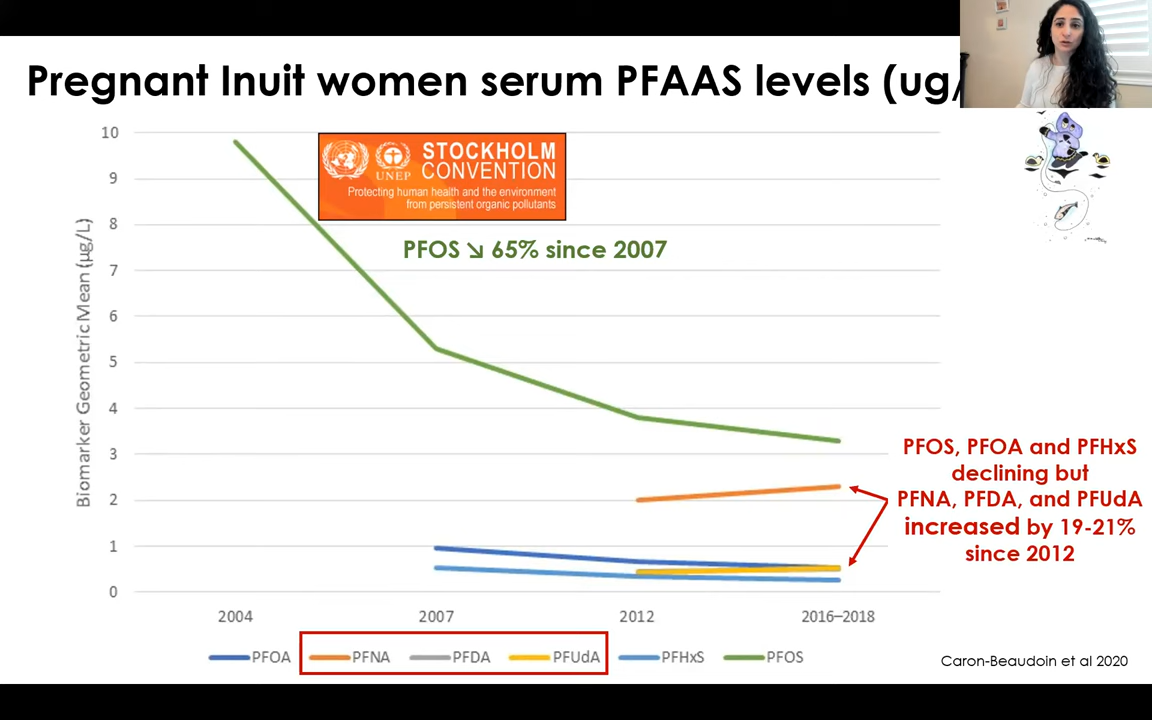 Pregnant Inuit women serum PFAAS levels (ug/
STOCKHOLM
CONVENTION
UNEP
Protecting human health and the environment
from persistent organic pollutants
PFOS ↘ 65% since 2007
Biomarker Geometric Mean (µg/L)
10
9
8
7
6
5
4
3
2
1
0
2004 2007 2012 2016–2018
PFOS, PFOA and PFHxS
declining but
PFNA, PFDA, and PFUdA
increased by 19-21%
since 2012
PFOA PFNA PFDA PFUdA PFHxS PFOS
Caron-Beaudoin et al 2020